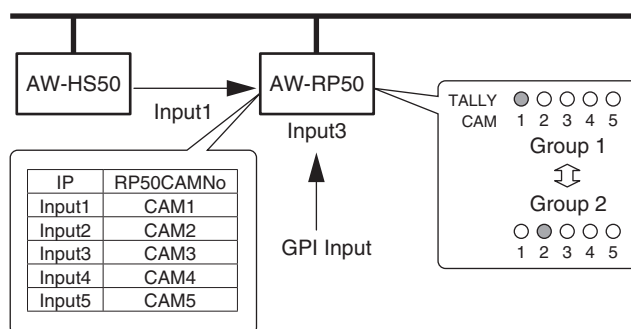 AW-HS50
AW-RP50
Input1
Input3
GPI Input
IP RP50CAMNo
Input1 CAM1
Input2 CAM2
Input3 CAM3
Input4 CAM4
Input5 CAM5
TALLY
CAM 1 2 3 4 5
Group 1
Group 2
1 2 3 4 5